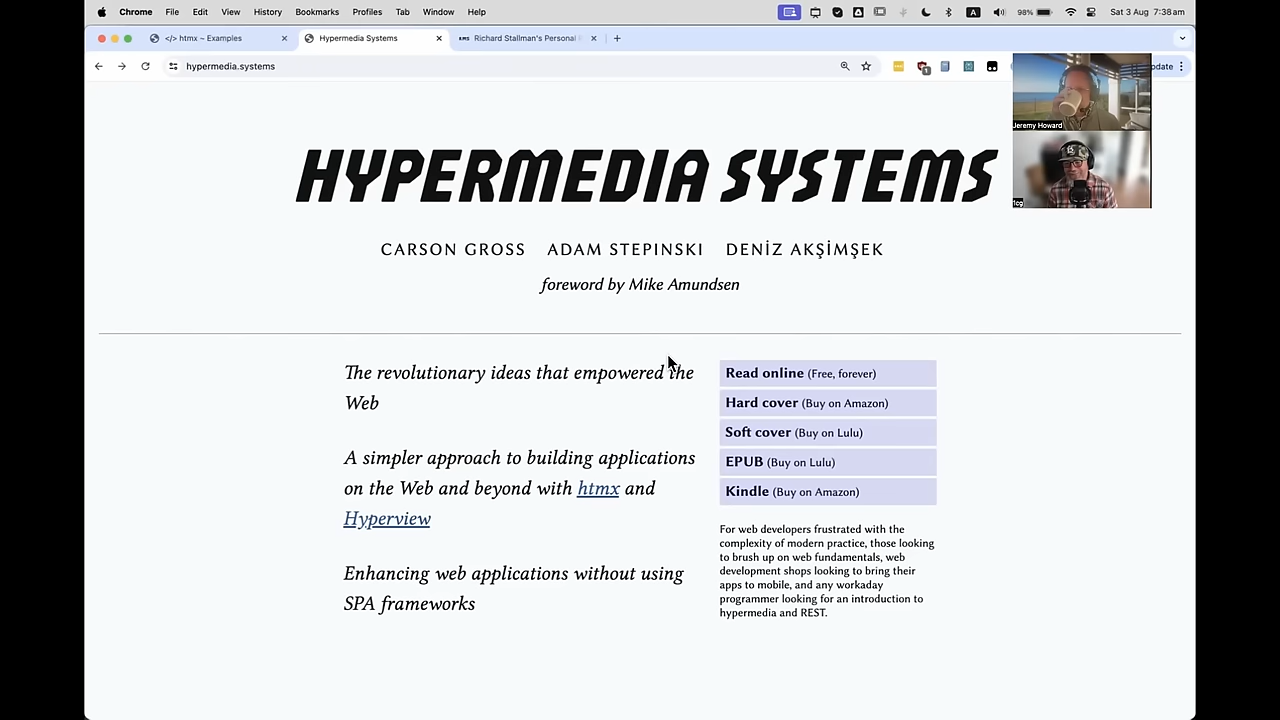 Chrome File Edit View History Bookmarks Profiles Tab Window Help
A 98% Sat 3 Aug 7:38 am
</> htmx ~ Examples
Hypermedia Systems
Richard Stallman's Personal
hypermedia.systems
Jeremy Howard
HYPERMEDIA SYSTEMS
CARSON GROSS ADAM STEPINSKI DENİZ AKŞİMŞEK
foreword by Mike Amundsen
The revolutionary ideas that empowered the
Web
A simpler approach to building applications
on the Web and beyond with htmx and
Hyperview
Enhancing web applications without using
SPA frameworks
Read online (Free, forever)
Hard cover (Buy on Amazon)
Soft cover (Buy on Lulu)
EPUB (Buy on Lulu)
Kindle (Buy on Amazon)
For web developers frustrated with the
complexity of modern practice, those looking
to brush up on web fundamentals, web
development shops looking to bring their
apps to mobile, and any workaday
programmer looking for an introduction to
hypermedia and REST.